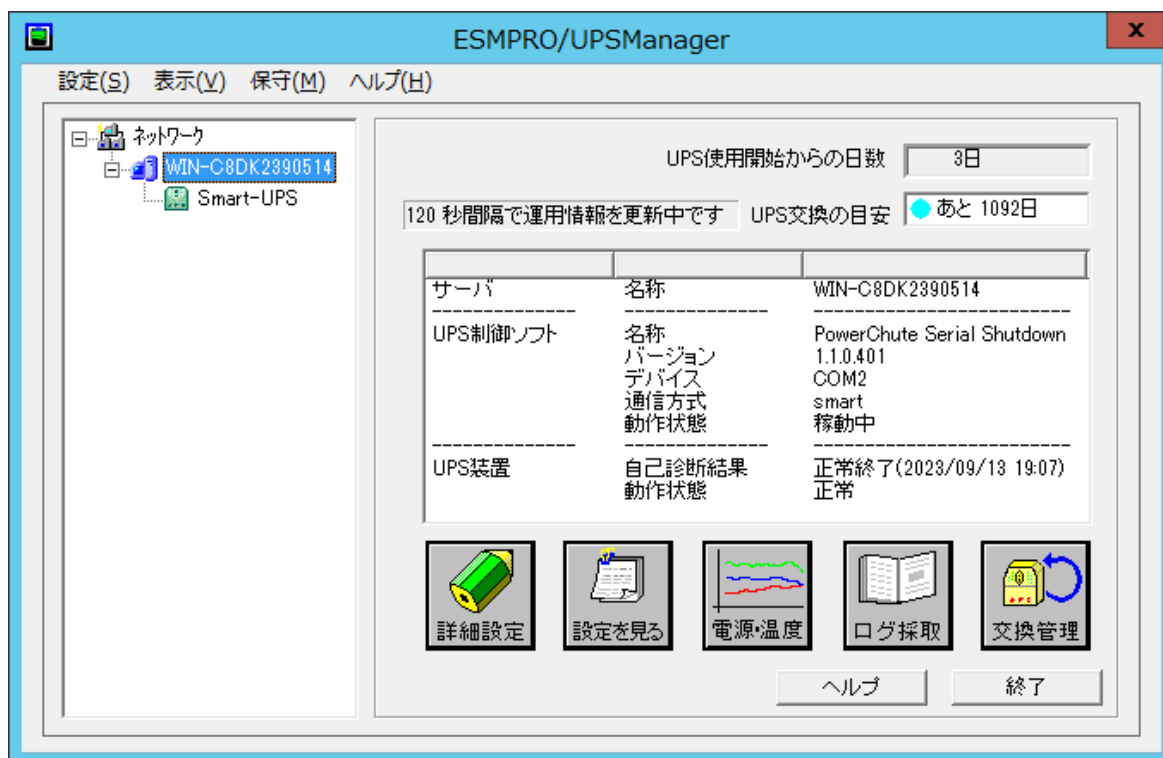 ESMPRO/UPSManager
x
設定(S) 表示(V) 保守(M) ヘルプ(H)
ネットワーク
WIN-C8DK2390514
Smart-UPS
UPS使用開始からの日数 3日
120 秒間隔で運用情報を更新中です UPS交換の目安 あと 1092日
サーバ 名称 WIN-C8DK2390514
-------------- -------------- -------------------------
UPS制御ソフト 名称 PowerChute Serial Shutdown
バージョン 1.1.0.401
デバイス COM2
通信方式 smart
動作状態 稼動中
-------------- -------------- -------------------------
UPS装置 自己診断結果 正常終了(2023/09/13 19:07)
動作状態 正常
詳細設定 設定を見る 電源・温度 ログ採取 交換管理
ヘルプ 終了